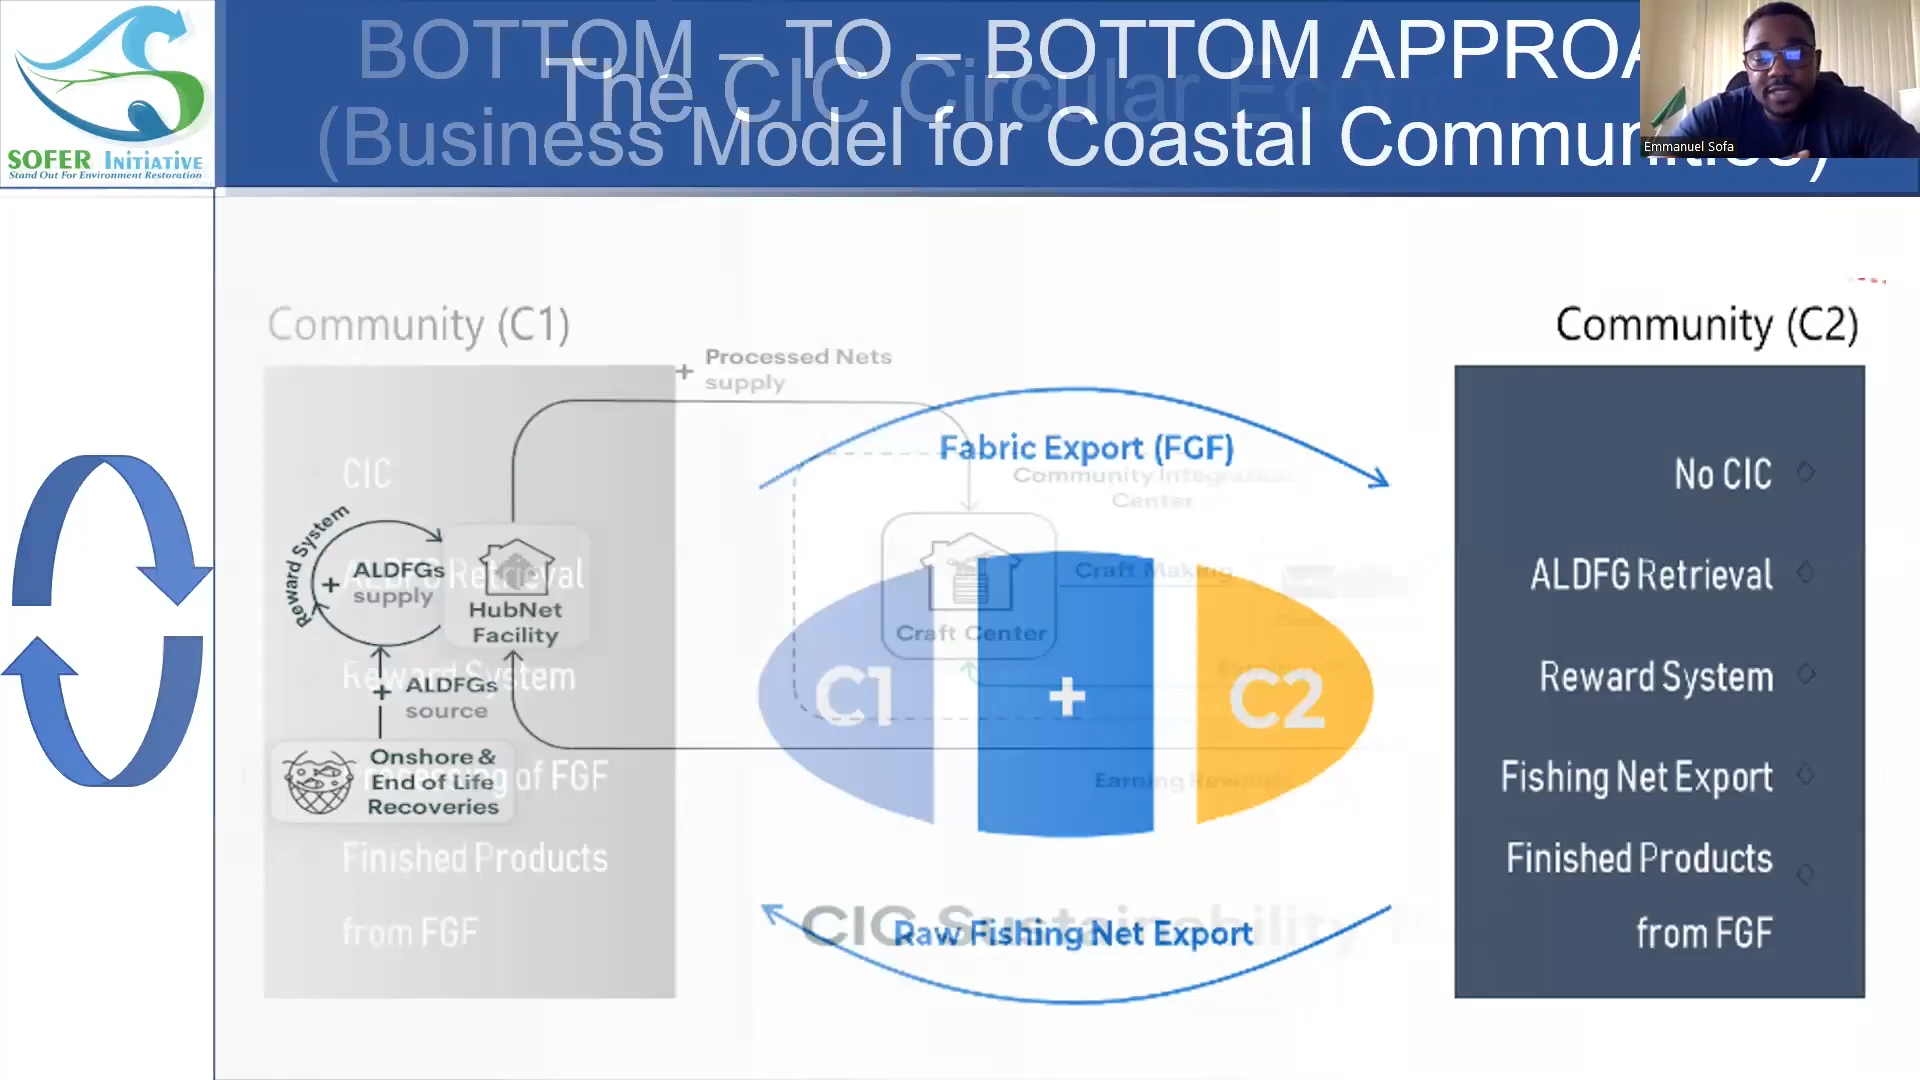 BOTTOM – TO – BOTTOM APPROA
The CIC Circular
(Business Model for Coastal Communities)
SOFER INITIATIVE
Stand Out For Environment Restoration
Emmanuel Sofa
Community (C1)
CIC
ALDFG Retrieval
Reward System
Processing of FGF
Finished Products
from FGF
Reward System
+ ALDFGs
supply
HubNet
Facility
+ ALDFGs
source
Onshore &
End of Life
Recoveries
+ Processed Nets
supply
Fabric Export (FGF)
Community Integration
Center
Craft Making
Craft Center
C1
+
C2
Earning Reward
CIC Sustainability
Raw Fishing Net Export
Community (C2)
No CIC
ALDFG Retrieval
Reward System
Fishing Net Export
Finished Products
from FGF